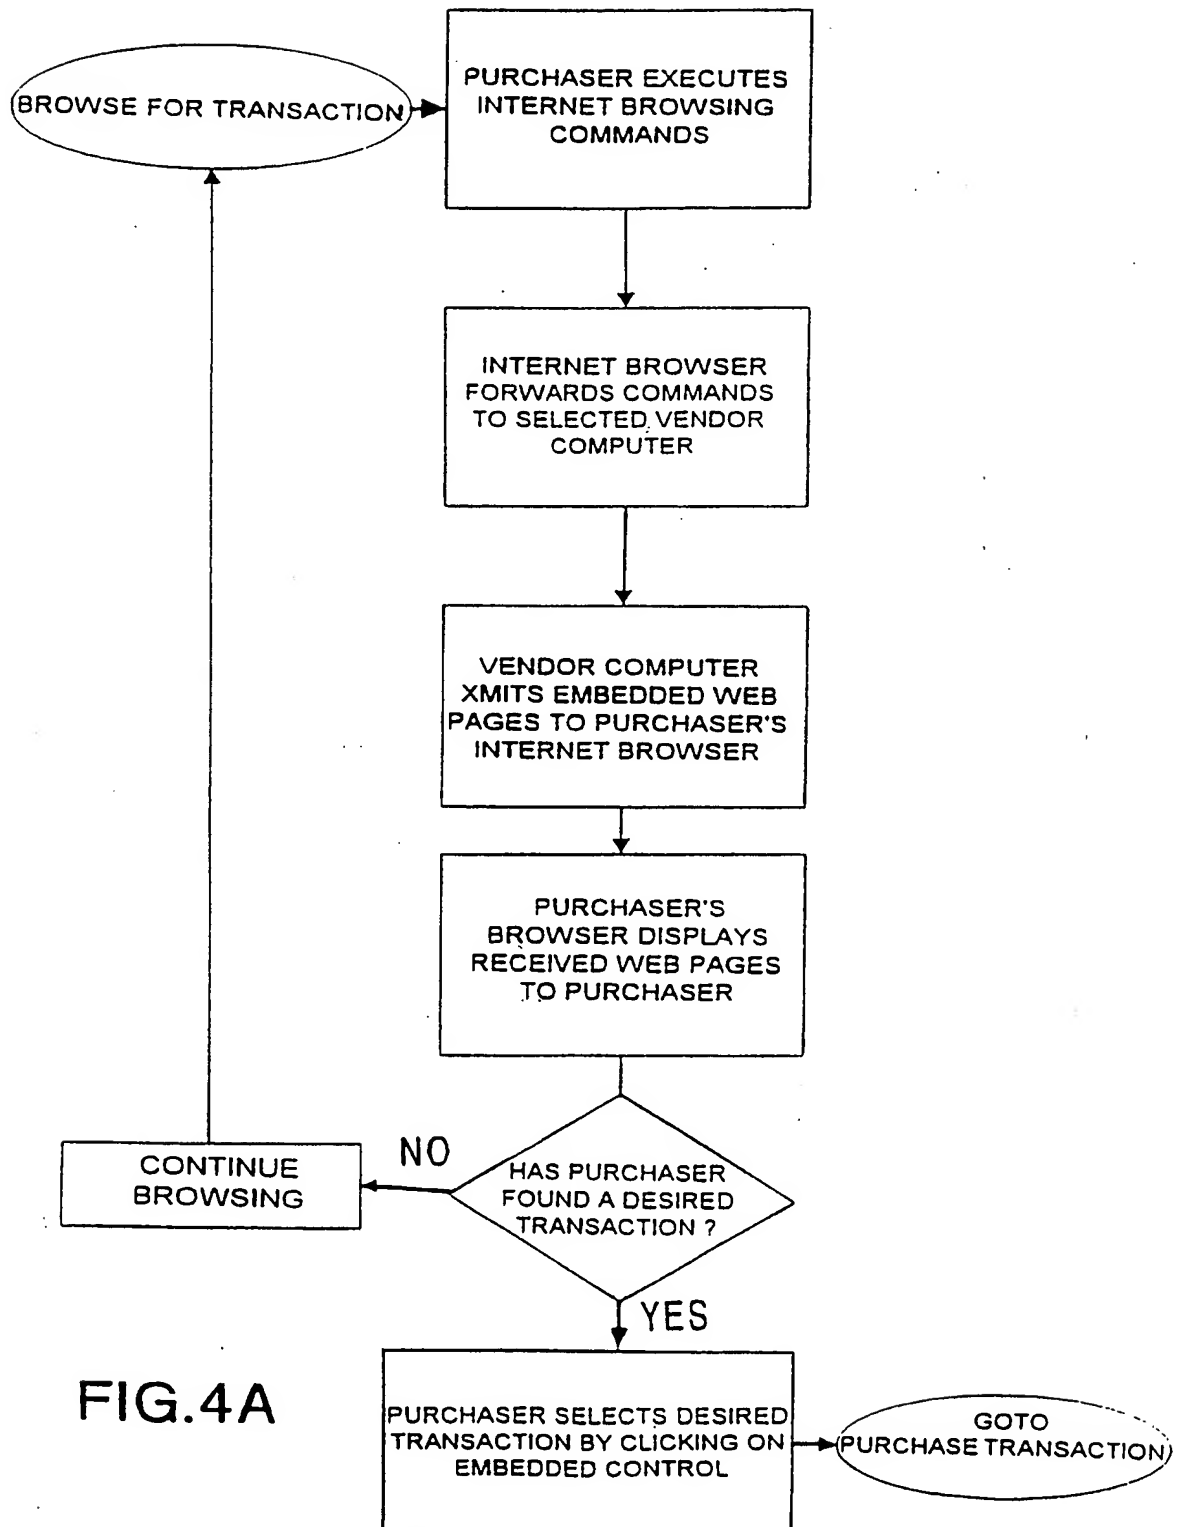 BROWSE FOR TRANSACTION
PURCHASER EXECUTES
INTERNET BROWSING
COMMANDS
INTERNET BROWSER
FORWARDS COMMANDS
TO SELECTED VENDOR
COMPUTER
VENDOR COMPUTER
XMITS EMBEDDED WEB
PAGES TO PURCHASER'S
INTERNET BROWSER
PURCHASER'S
BROWSER DISPLAYS
RECEIVED WEB PAGES
TO PURCHASER
HAS PURCHASER
FOUND A DESIRED
TRANSACTION ?
NO
CONTINUE
BROWSING
YES
PURCHASER SELECTS DESIRED
TRANSACTION BY CLICKING ON
EMBEDDED CONTROL
GOTO
PURCHASE TRANSACTION
FIG.4A